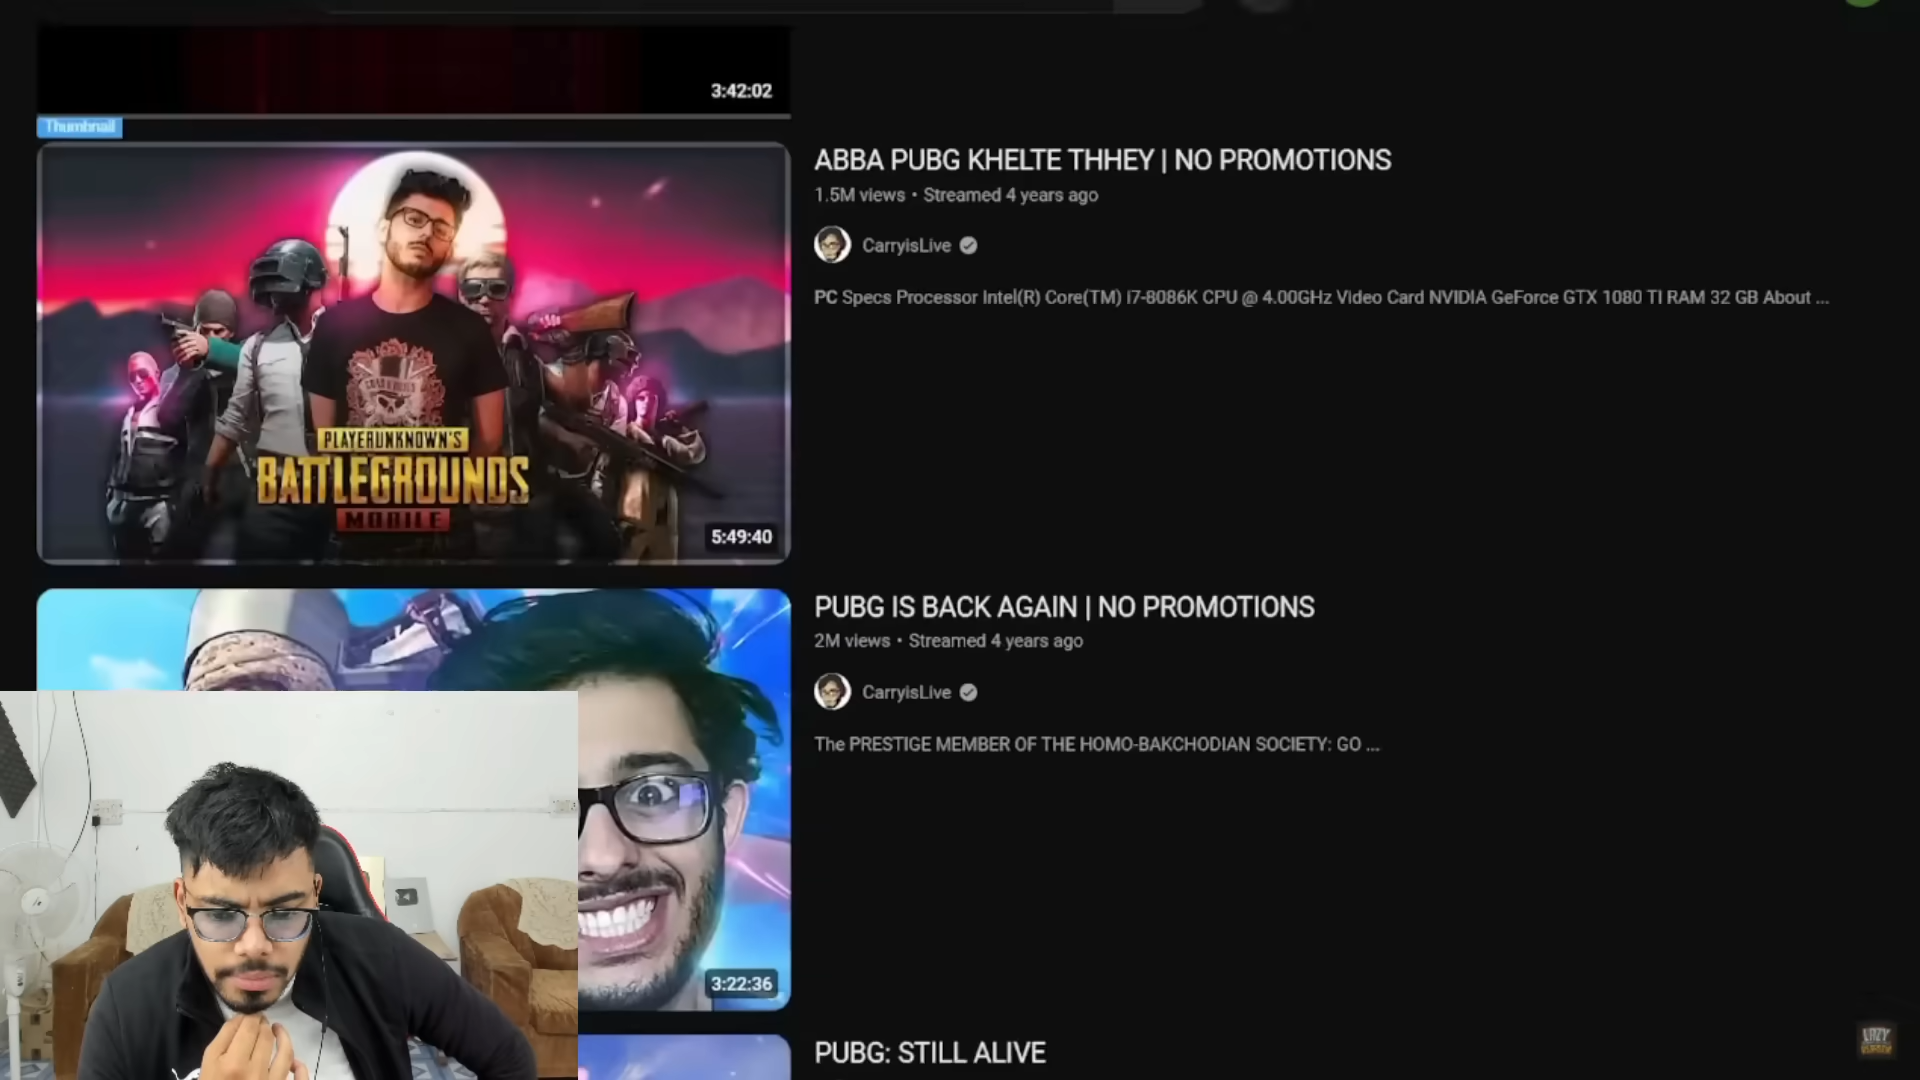 3:42:02
Thumbnail
ABBA PUBG KHELTE THHEY | NO PROMOTIONS
1.5M views • Streamed 4 years ago
CarryisLive
PC Specs Processor Intel(R) Core(TM) i7-8086K CPU @ 4.00GHz Video Card NVIDIA GeForce GTX 1080 TI RAM 32 GB About ...
PLAYERUNKNOWN'S
BATTLEGROUNDS
MOBILE
5:49:40
PUBG IS BACK AGAIN | NO PROMOTIONS
2M views • Streamed 4 years ago
CarryisLive
The PRESTIGE MEMBER OF THE HOMO-BAKCHODIAN SOCIETY: GO ...
3:22:36
PUBG: STILL ALIVE
LAZY